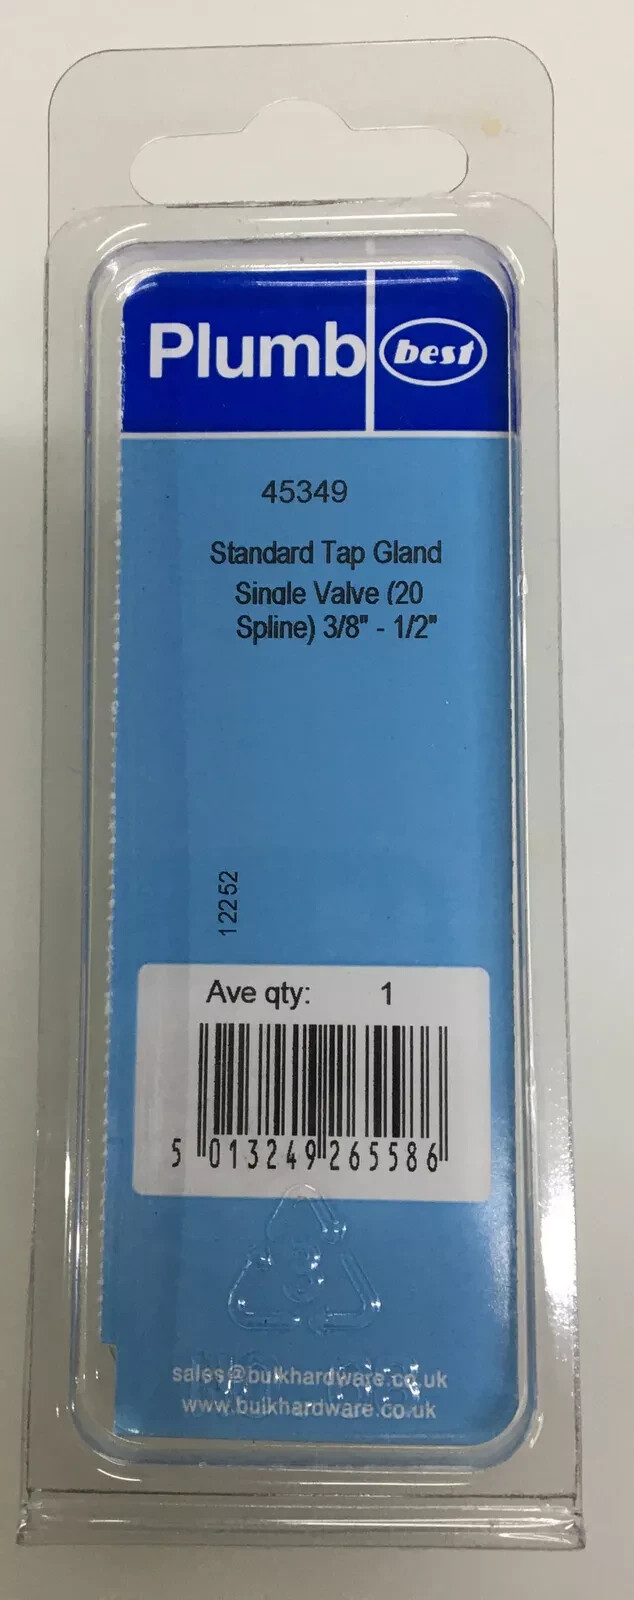 Plumb best
45349
Standard Tap Gland
Single Valve (20
Spline) 3/8" - 1/2"
12252
Ave qty: 1
5 013249 265586
sales@bulkhardware.co.uk
www.bulkhardware.co.uk